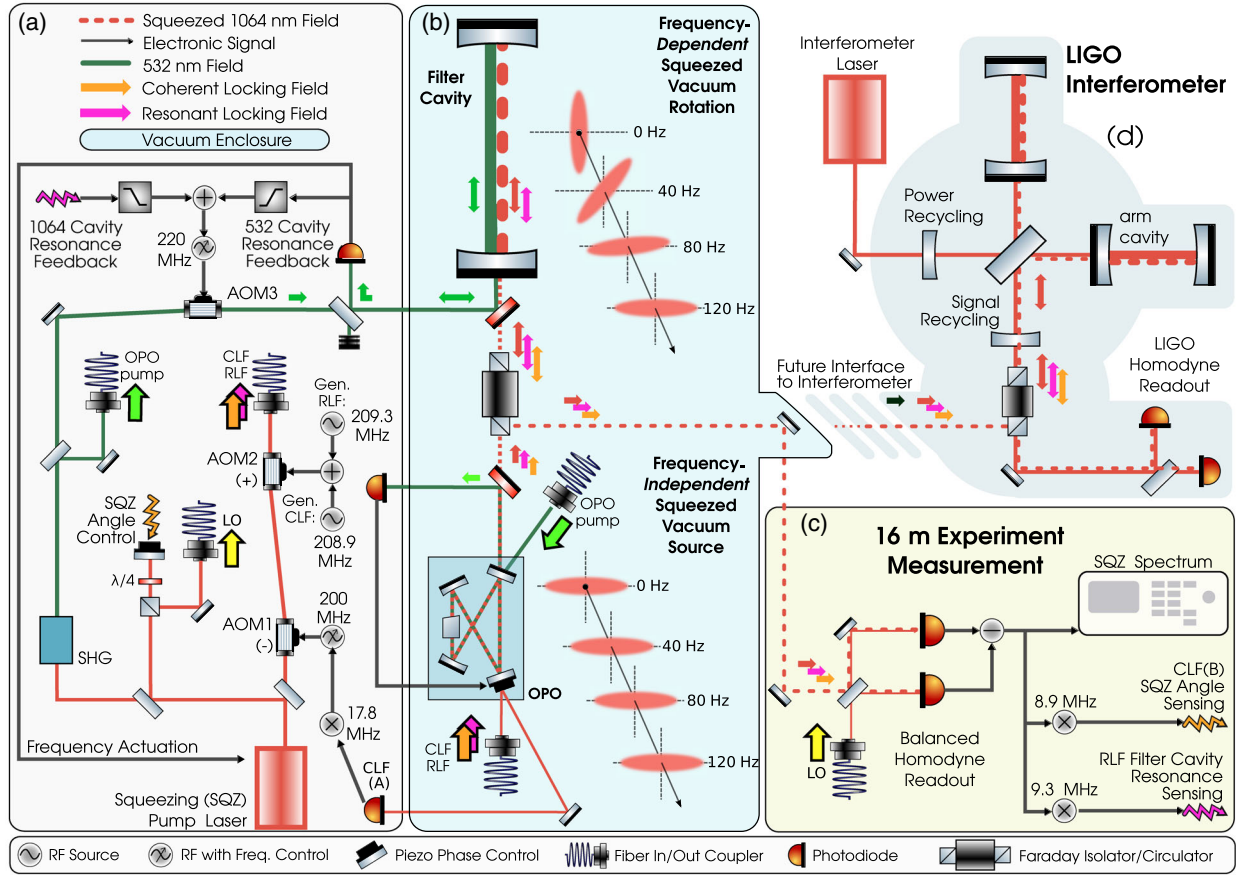 (a)
Squeezed 1064 nm Field
Electronic Signal
532 nm Field
Coherent Locking Field
Resonant Locking Field
Vacuum Enclosure
1064 Cavity
Resonance
Feedback
220
MHz
532 Cavity
Resonance
Feedback
AOM3
OPO
pump
CLF
RLF
Gen.
RLF:
209.3
MHz
AOM2
(+)
Gen.
CLF:
208.9
MHz
SQZ
Angle
Control
LO
λ/4
AOM1
(-)
200
MHz
SHG
17.8
MHz
Frequency Actuation
CLF
(A)
Squeezing (SQZ)
Pump Laser
(b)
Filter
Cavity
Frequency-
Dependent
Squeezed
Vacuum
Rotation
0 Hz
40 Hz
80 Hz
120 Hz
Frequency-
Independent
Squeezed
Vacuum
Source
OPO
pump
0 Hz
40 Hz
80 Hz
120 Hz
OPO
CLF
RLF
Interferometer
Laser
LIGO
Interferometer
(d)
Power
Recycling
arm
cavity
Signal
Recycling
LIGO
Homodyne
Readout
Future Interface
to Interferometer
(c)
16 m Experiment
Measurement
SQZ Spectrum
CLF(B)
SQZ Angle
Sensing
8.9 MHz
LO
Balanced
Homodyne
Readout
RLF Filter Cavity
Resonance
Sensing
9.3 MHz
RF Source
RF with Freq. Control
Piezo Phase Control
Fiber In/Out Coupler
Photodiode
Faraday Isolator/Circulator